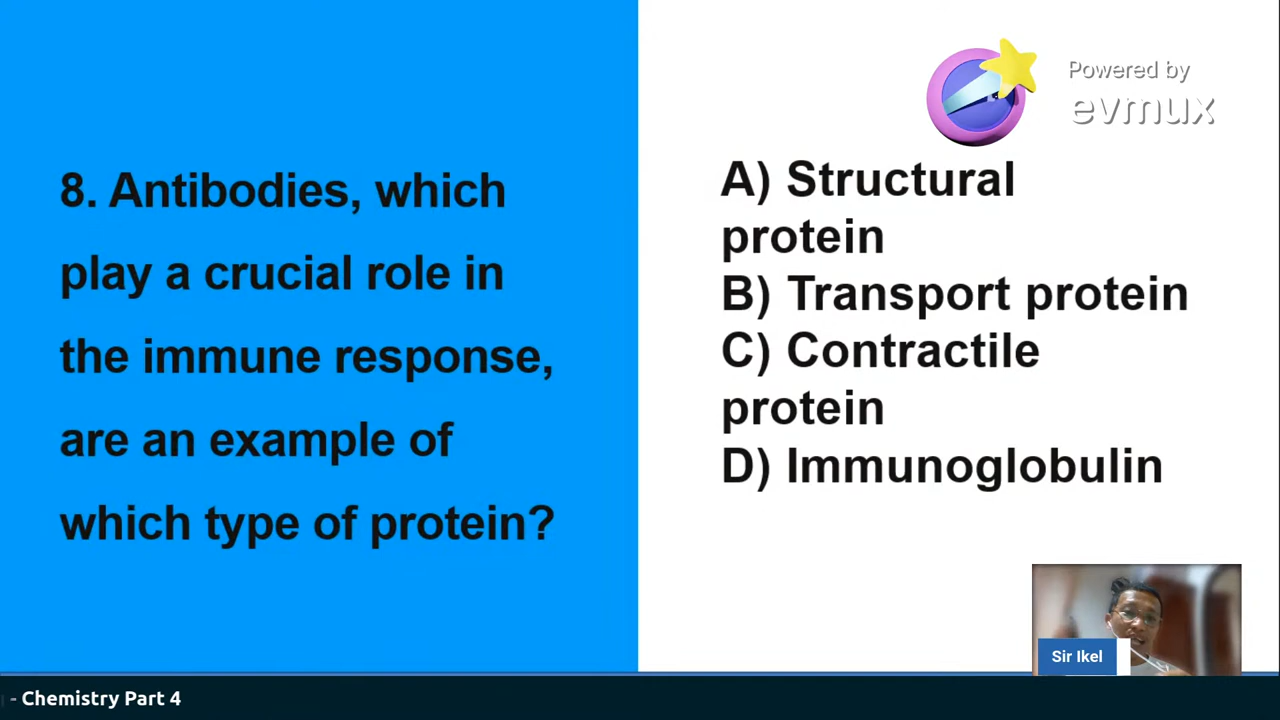 8. Antibodies, which
play a crucial role in
the immune response,
are an example of
which type of protein?
Powered by
evmux
A) Structural
protein
B) Transport protein
C) Contractile
protein
D) Immunoglobulin
Sir Ikel
- Chemistry Part 4